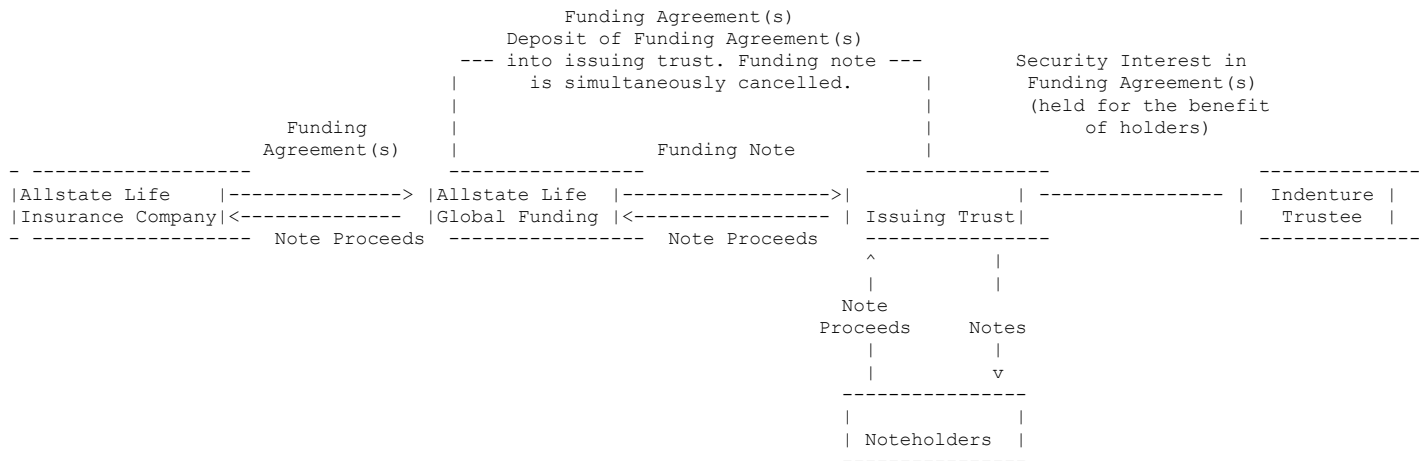 Funding Agreement(s)
Deposit of Funding Agreement(s)
--- into issuing trust. Funding note --- Security Interest in
| is simultaneously cancelled. | Funding Agreement(s)
| | (held for the benefit
Funding | | of holders)
Agreement(s) | Funding Note |
- ------------------- ----------------- ---------------- --------------
|Allstate Life |--------------> |Allstate Life |------------------>| | --------------- | Indenture |
|Insurance Company|<-------------- |Global Funding |<----------------- | Issuing Trust| | Trustee |
- ------------------- Note Proceeds ----------------- Note Proceeds ---------------- --------------
^ |
| |
Note
Proceeds Notes
| |
| v
----------------
| |
| Noteholders |
----------------